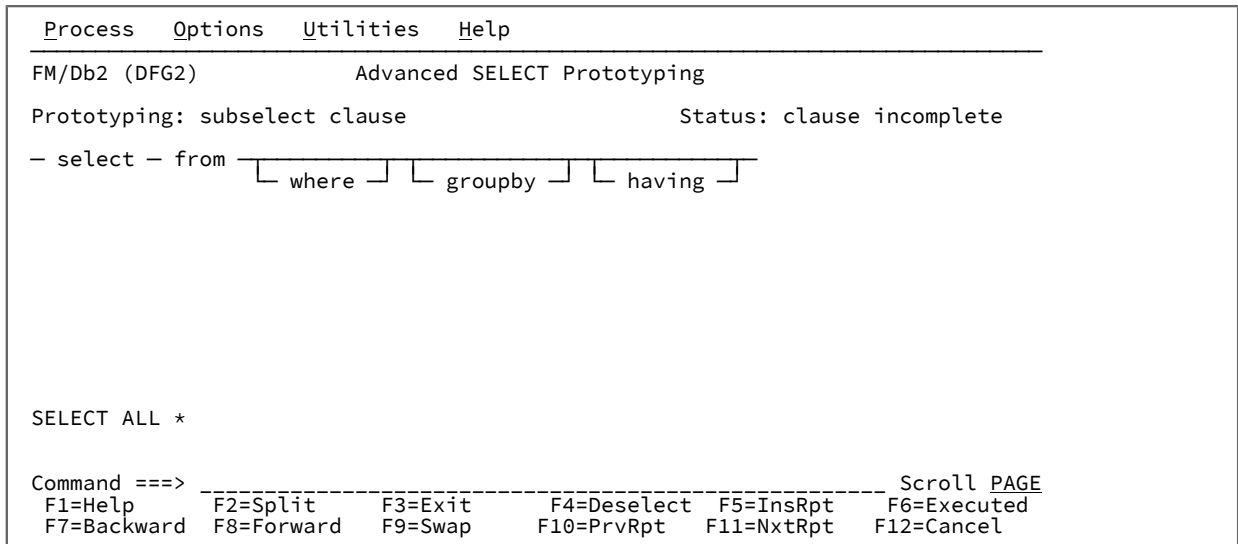 Process   Options   Utilities   Help
FM/Db2 (DFG2)            Advanced SELECT Prototyping
Prototyping: subselect clause                     Status: clause incomplete
select   from
where   groupby   having
SELECT ALL *
Command ===>                                                      Scroll PAGE
F1=Help      F2=Split     F3=Exit      F4=Deselect  F5=InsRpt    F6=Executed
F7=Backward  F8=Forward   F9=Swap     F10=PrvRpt   F11=NxtRpt   F12=Cancel